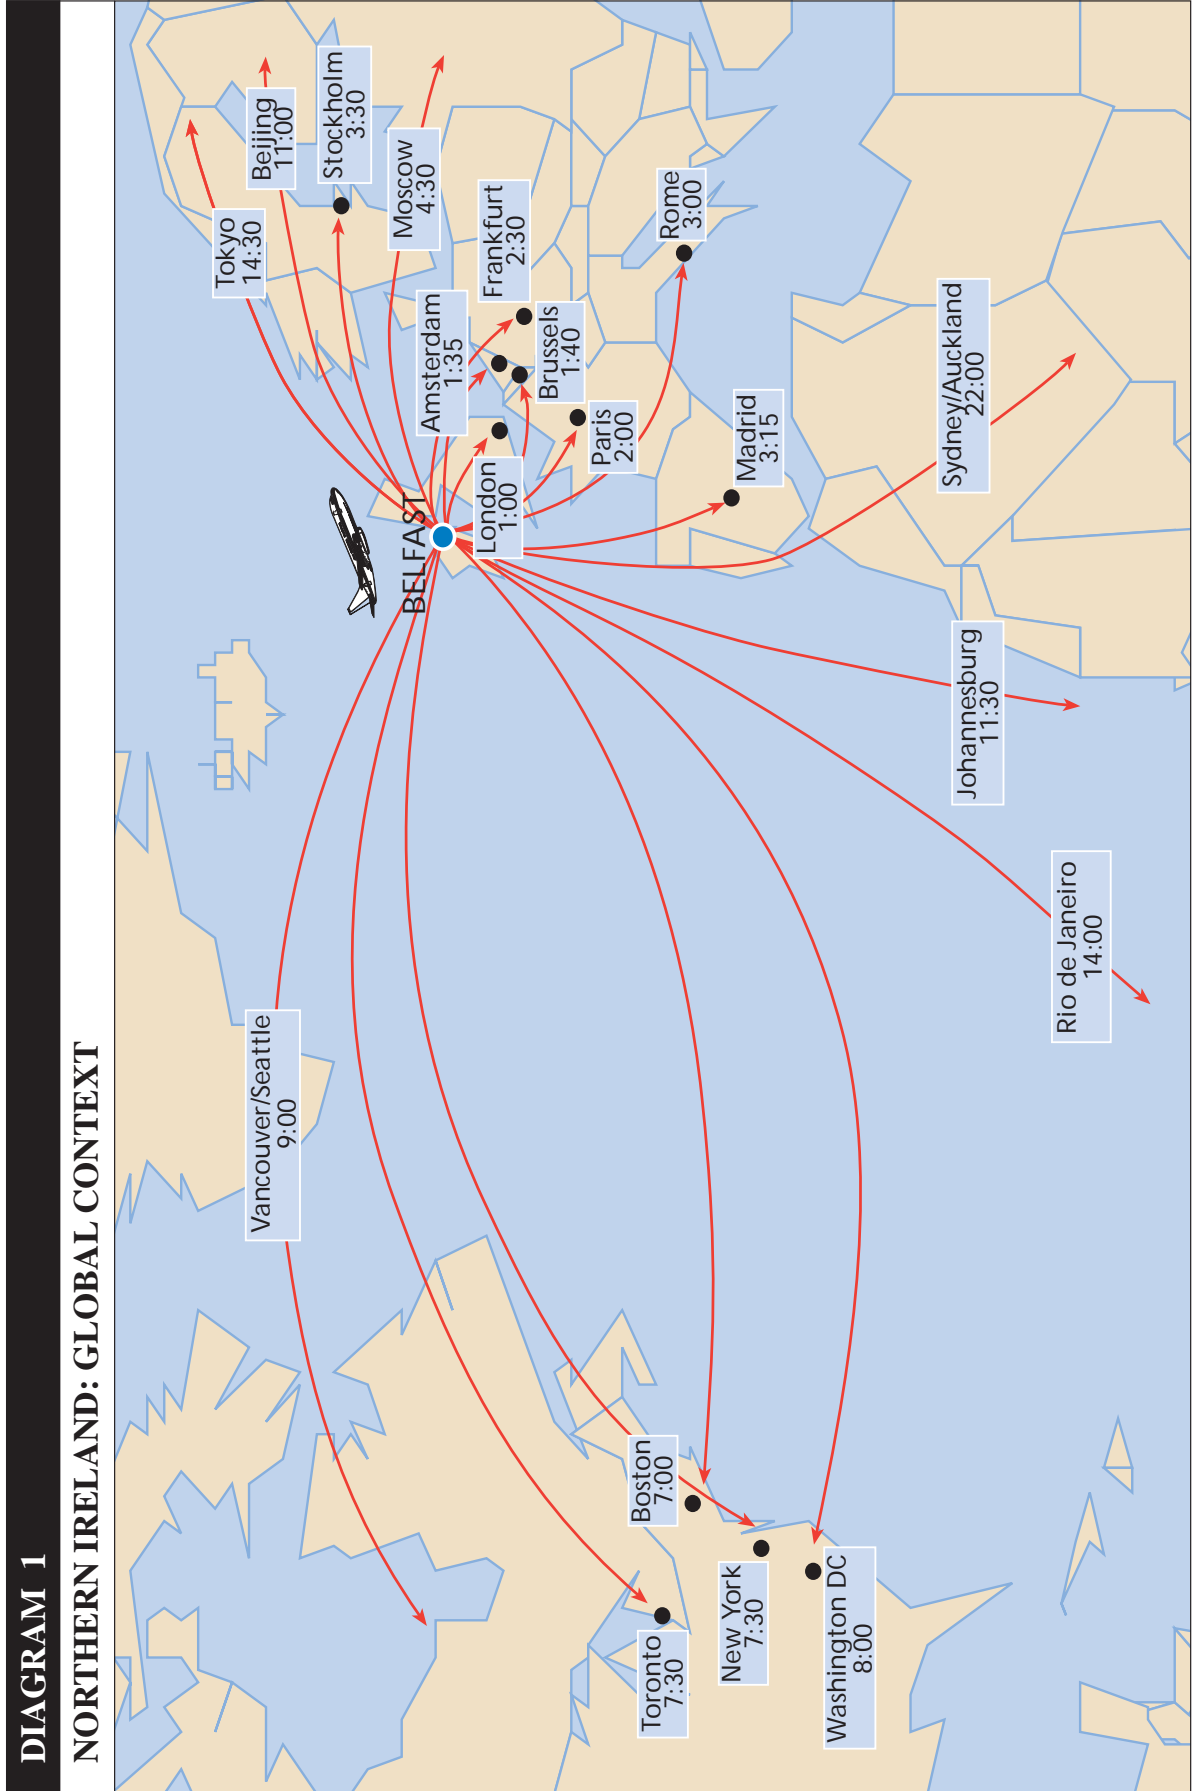 DIAGRAM 1
NORTHERN IRELAND: GLOBAL CONTEXT
Vancouver/Seattle
9:00
Tokyo
14:30
Beijing
11:00
Stockholm
3:30
Moscow
4:30
BELFAST
Amsterdam
1:35
Frankfurt
2:30
London
1:00
Brussels
1:40
Paris
2:00
Rome
3:00
Madrid
3:15
Boston
7:00
Toronto
7:30
New York
7:30
Washington DC
8:00
Sydney/Auckland
22:00
Johannesburg
11:30
Rio de Janeiro
14:00